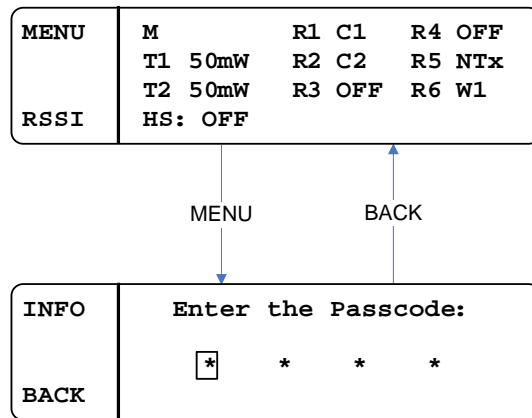 MENU M R1 C1 R4 OFF
T1 50mW R2 C2 R5 NTx
T2 50mW R3 OFF R6 W1
RSSI HS: OFF
MENU BACK
INFO Enter the Passcode:
* * * *
BACK